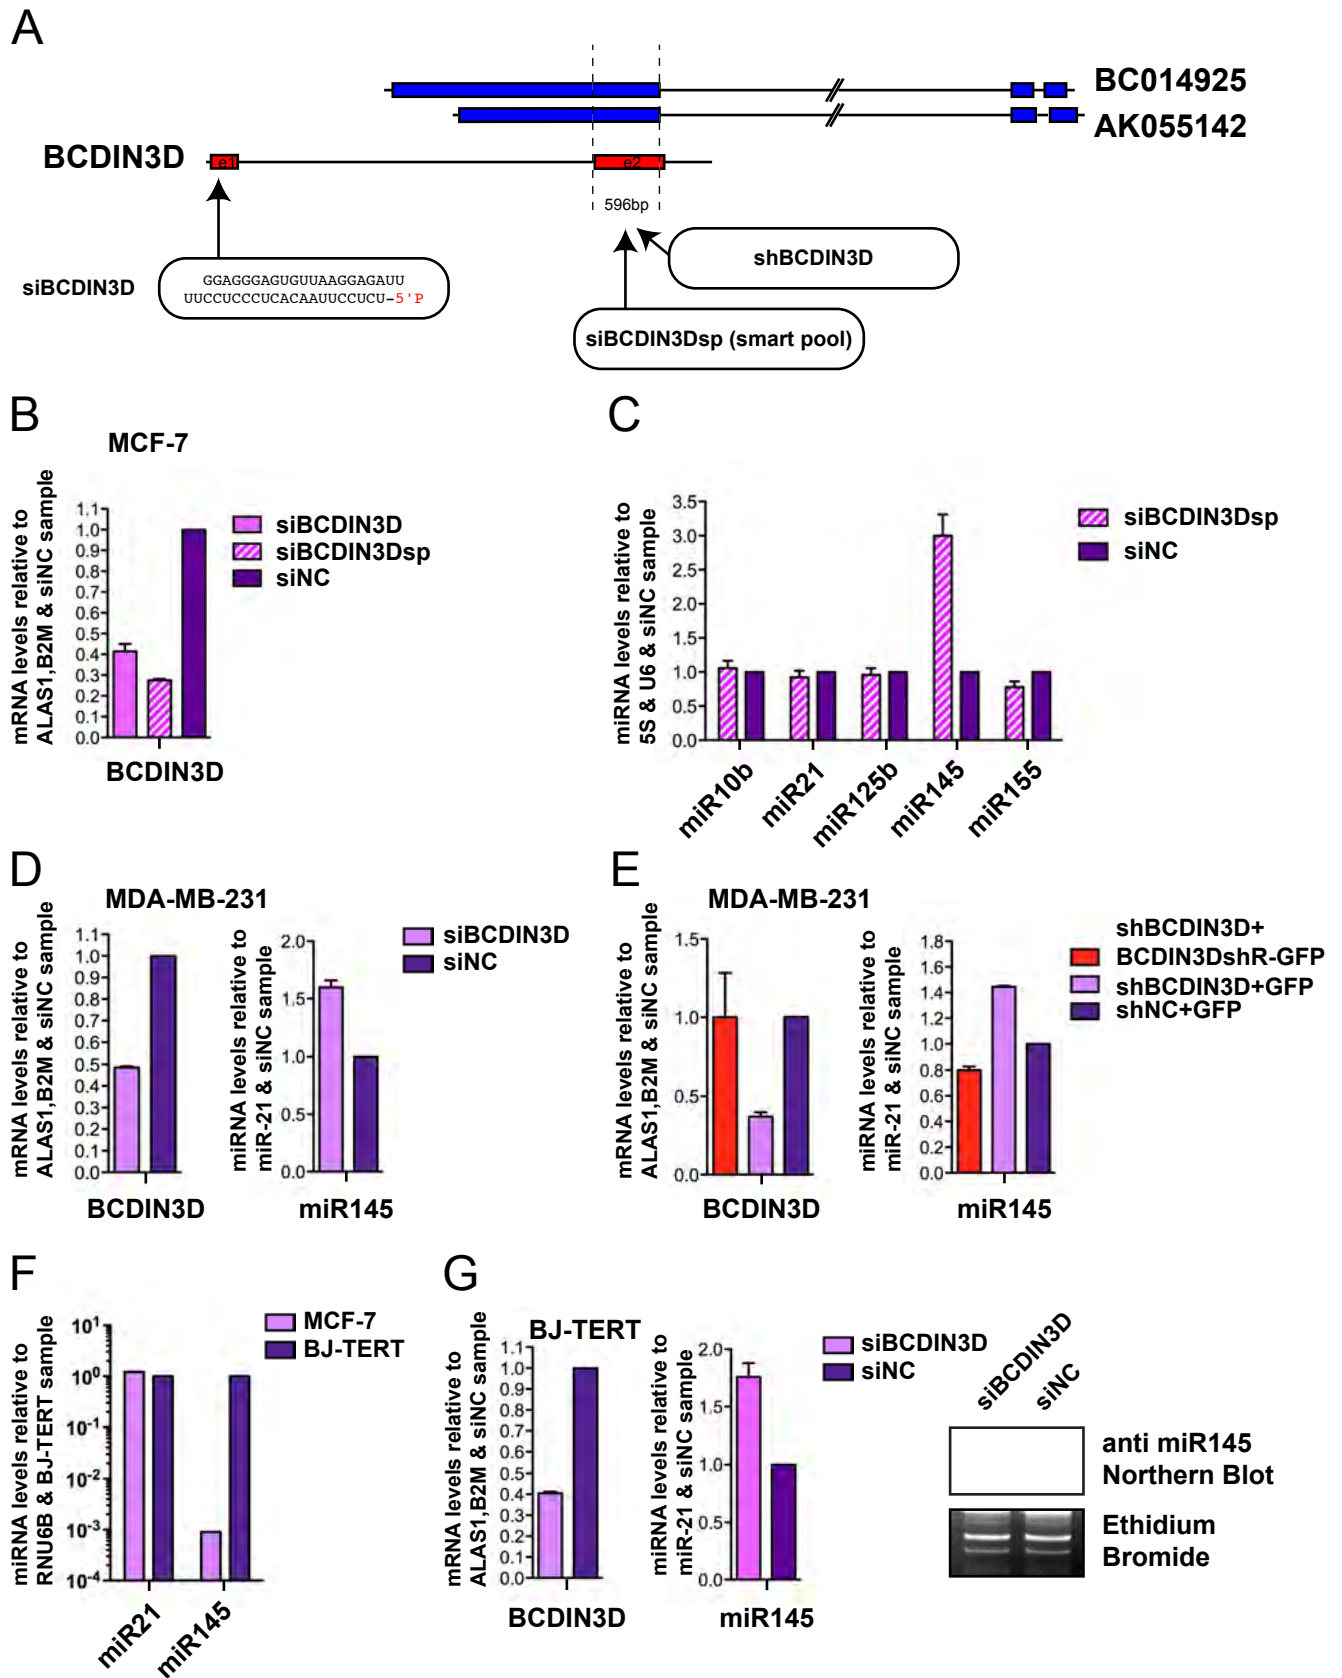 A
BC014925
AK055142
BCDIN3D
e1
e2
596bp
shBCDIN3D
siBCDIN3D
GGAGGGAGUGUUAAGGAGAUU
UUCCUCCCUCACAAUUCCUCU-5'P
siBCDIN3Dsp (smart pool)
B
MCF-7
mRNA levels relative to
ALAS1,B2M & siNC sample
1.1
1.0
0.9
0.8
0.7
0.6
0.5
0.4
0.3
0.2
0.1
0.0
BCDIN3D
siBCDIN3D
siBCDIN3Dsp
siNC
C
miRNA levels relative to
5S & U6 & siNC sample
3.5
3.0
2.5
2.0
1.5
1.0
0.5
0.0
miR10b
miR21
miR125b
miR145
miR155
siBCDIN3Dsp
siNC
D
MDA-MB-231
mRNA levels relative to
ALAS1,B2M & siNC sample
1.1
1.0
0.9
0.8
0.7
0.6
0.5
0.4
0.3
0.2
0.1
0.0
BCDIN3D
miRNA levels relative to
miR-21 & siNC sample
2.0
1.5
1.0
0.5
0.0
miR145
siBCDIN3D
siNC
E
MDA-MB-231
mRNA levels relative to
ALAS1,B2M & siNC sample
1.5
1.0
0.5
0.0
BCDIN3D
miRNA levels relative to
miR-21 & siNC sample
1.8
1.6
1.4
1.2
1.0
0.8
0.6
0.4
0.2
0.0
miR145
shBCDIN3D+
BCDIN3DshR-GFP
shBCDIN3D+GFP
shNC+GFP
F
miRNA levels relative to
RNU6B & BJ-TERT sample
10¹
10⁰
10⁻¹
10⁻²
10⁻³
10⁻⁴
miR21
miR145
MCF-7
BJ-TERT
G
BJ-TERT
mRNA levels relative to
ALAS1,B2M & siNC sample
1.1
1.0
0.9
0.8
0.7
0.6
0.5
0.4
0.3
0.2
0.1
0.0
BCDIN3D
miRNA levels relative to
miR-21 & siNC sample
2.0
1.5
1.0
0.5
0.0
miR145
siBCDIN3D
siNC
siBCDIN3D
siNC
anti miR145
Northern Blot
Ethidium
Bromide